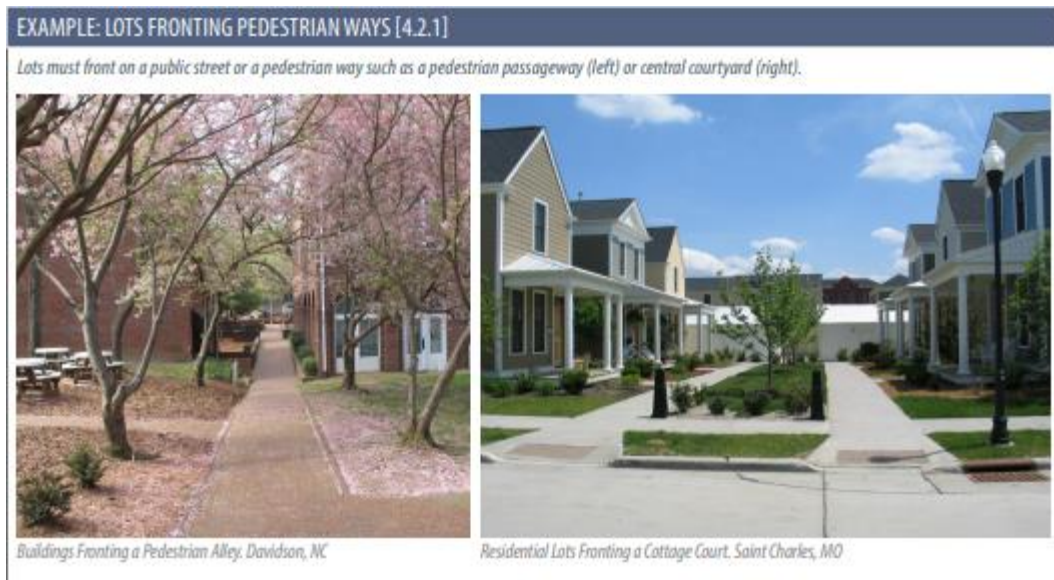 EXAMPLE: LOTS FRONTING PEDESTRIAN WAYS [4.2.1]
Lots must front on a public street or a pedestrian way such as a pedestrian passageway (left) or central courtyard (right).
Buildings Fronting a Pedestrian Alley. Davidson, NC
Residential Lots Fronting a Cottage Court. Saint Charles, MO